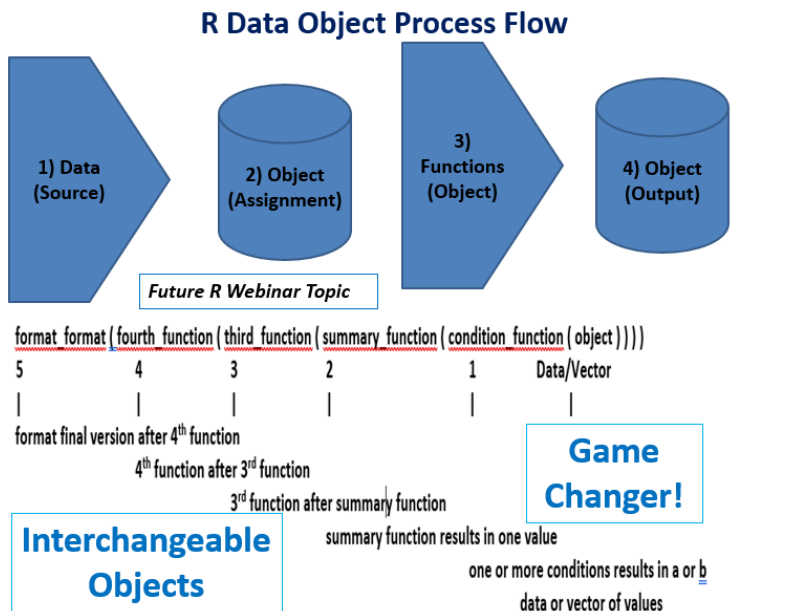 R Data Object Process Flow
1) Data
(Source)
2) Object
(Assignment)
3)
Functions
(Object)
4) Object
(Output)
Future R Webinar Topic
format_format ( fourth_function ( third_function ( summary_function ( condition_function ( object ) ) ) )
5 4 3 2 1 Data/Vector
| | | | | |
format final version after 4th function
4th function after 3rd function
3rd function after summary function
summary function results in one value
one or more conditions results in a or b
data or vector of values
Game
Changer!
Interchangeable
Objects